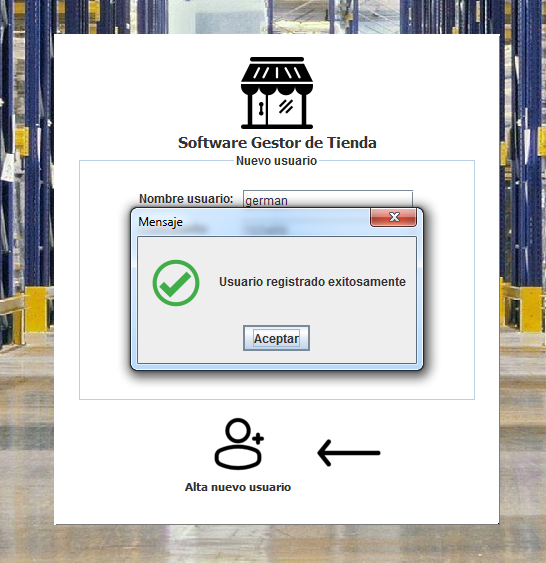 Software Gestor de Tienda
Nuevo usuario
Nombre usuario: german
Mensaje
Usuario registrado exitosamente
Aceptar
Alta nuevo usuario